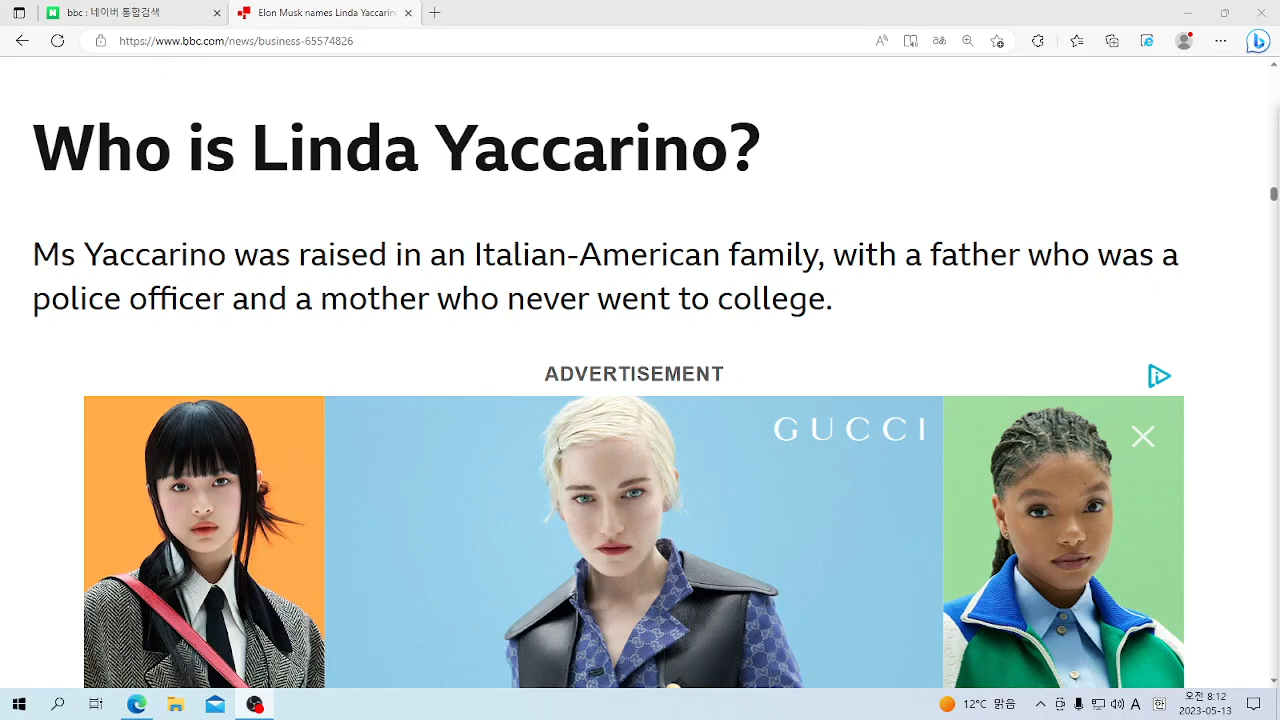 bbc : 네이버 통합검색
Elon Musk names Linda Yaccarino
https://www.bbc.com/news/business-65574826
Who is Linda Yaccarino?
Ms Yaccarino was raised in an Italian-American family, with a father who was a
police officer and a mother who never went to college.
ADVERTISEMENT
GUCCI
12°C 맑음
오전 8:12
2023-05-13